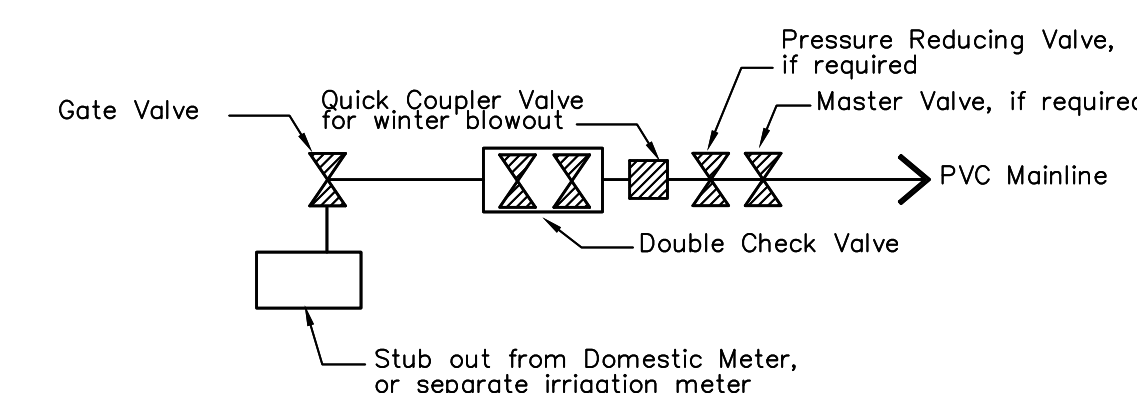 Pressure Reducing Valve,
if required
Gate Valve
Quick Coupler Valve
for winter blowout
Master Valve, if required
PVC Mainline
Double Check Valve
Stub out from Domestic Meter,
or separate irrigation meter